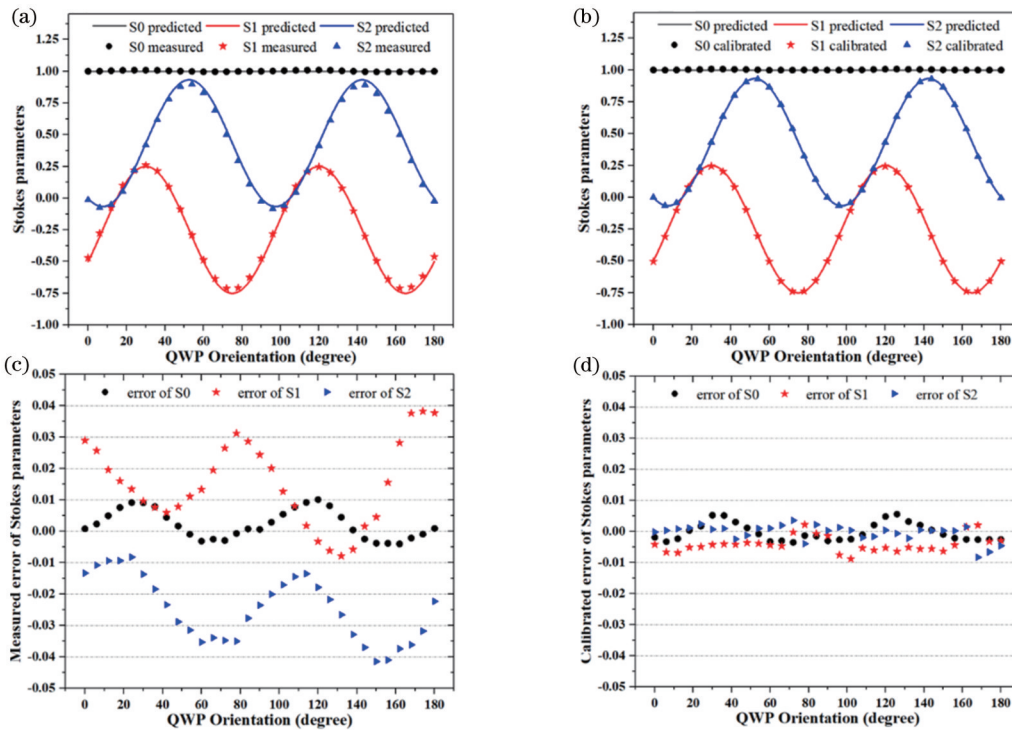 (a)
S0 predicted S1 predicted S2 predicted
S0 measured S1 measured S2 measured
1.25
1.00
0.75
0.50
0.25
0.00
-0.25
-0.50
-0.75
-1.00
Stokes parameters
0 20 40 60 80 100 120 140 160 180
QWP Oreientation (degree)
(b)
S0 predicted S1 predicted S2 predicted
S0 calibrated S1 calibrated S2 calibrated
1.25
1.00
0.75
0.50
0.25
0.00
-0.25
-0.50
-0.75
-1.00
Stokes parameters
0 20 40 60 80 100 120 140 160 180
QWP Oreientation (degree)
(c)
error of S0 error of S1 error of S2
0.05
0.04
0.03
0.02
0.01
0.00
-0.01
-0.02
-0.03
-0.04
-0.05
Measured error of Stokes parameters
0 20 40 60 80 100 120 140 160 180
QWP Orientation (degree)
(d)
error of S0 error of S1 error of S2
0.05
0.04
0.03
0.02
0.01
0.00
-0.01
-0.02
-0.03
-0.04
-0.05
Calibrated error of Stokes parameters
0 20 40 60 80 100 120 140 160 180
QWP Orientation (degree)